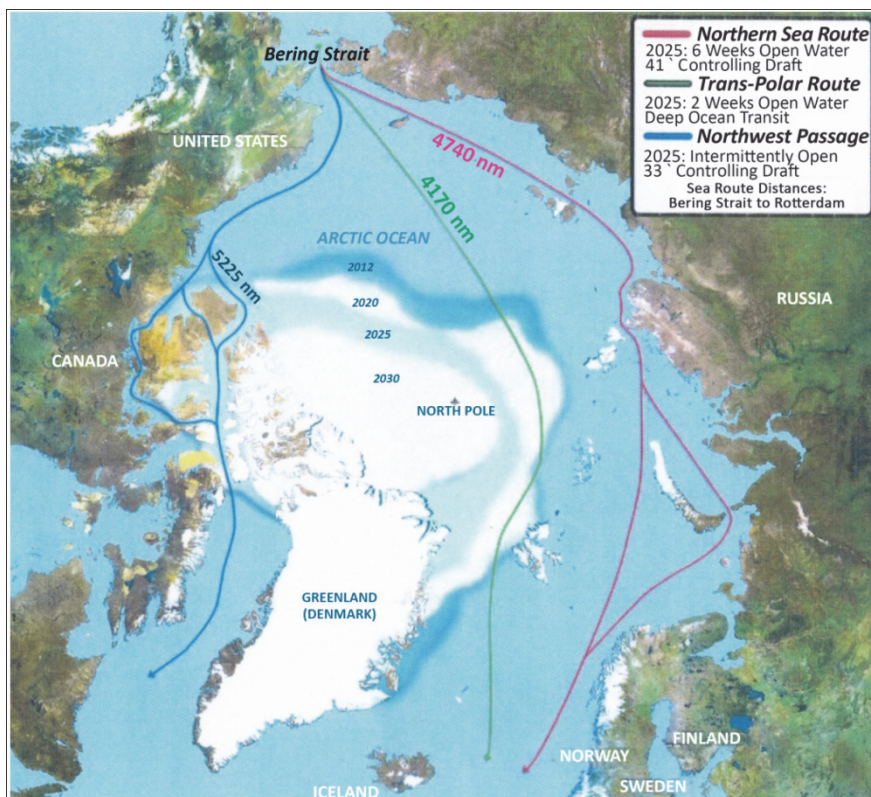 Northern Sea Route
2025: 6 Weeks Open Water
41` Controlling Draft
Trans-Polar Route
2025: 2 Weeks Open Water
Deep Ocean Transit
Northwest Passage
2025: Intermittently Open
33` Controlling Draft
Sea Route Distances:
Bering Strait to Rotterdam
Bering Strait
UNITED STATES
4740 nm
4170 nm
ARCTIC OCEAN
5225 nm
2012
2020
RUSSIA
2025
CANADA
2030
NORTH POLE
GREENLAND
(DENMARK)
NORWAY
FINLAND
SWEDEN
ICELAND